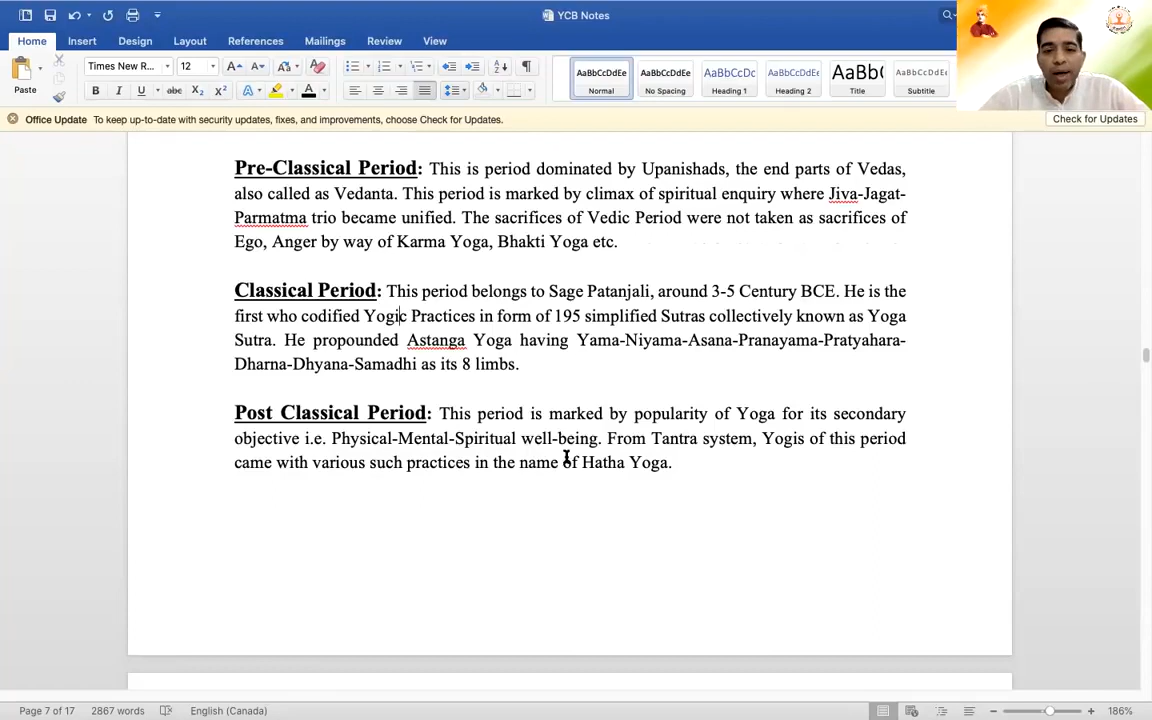 YCB Notes
Home Insert Design Layout References Mailings Review View
Paste
Times New R... 12
B I U abc X₂ X²
AaBbCcDdEe AaBbCcDdEe AaBbCcDc AaBbCcDdEe AaBb( AaBbCcDdEe
Normal No Spacing Heading 1 Heading 2 Title Subtitle
Office Update To keep up-to-date with security updates, fixes, and improvements, choose Check for Updates. Check for Updates
Pre-Classical Period: This is period dominated by Upanishads, the end parts of Vedas,
also called as Vedanta. This period is marked by climax of spiritual enquiry where Jiva-Jagat-
Parmatma trio became unified. The sacrifices of Vedic Period were not taken as sacrifices of
Ego, Anger by way of Karma Yoga, Bhakti Yoga etc.
Classical Period: This period belongs to Sage Patanjali, around 3-5 Century BCE. He is the
first who codified Yogic Practices in form of 195 simplified Sutras collectively known as Yoga
Sutra. He propounded Astanga Yoga having Yama-Niyama-Asana-Pranayama-Pratyahara-
Dharna-Dhyana-Samadhi as its 8 limbs.
Post Classical Period: This period is marked by popularity of Yoga for its secondary
objective i.e. Physical-Mental-Spiritual well-being. From Tantra system, Yogis of this period
came with various such practices in the name of Hatha Yoga.
Page 7 of 17 2867 words English (Canada) 186%